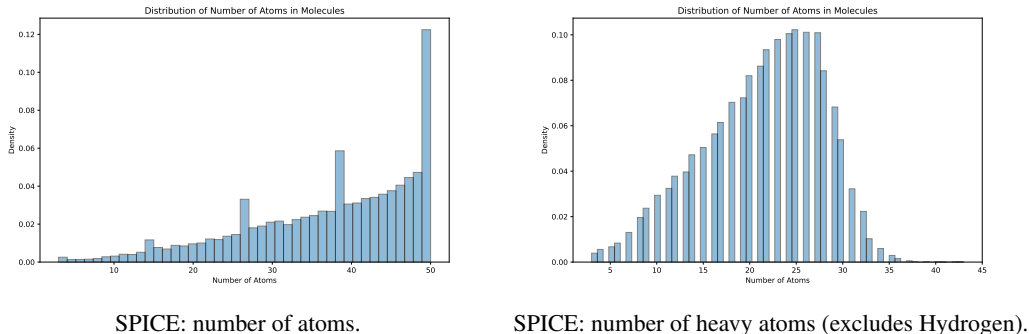 Distribution of Number of Atoms in Molecules
0.12
0.10
0.08
0.06
0.04
0.02
0.00
Density
10 20 30 40 50
Number of Atoms
SPICE: number of atoms.
Distribution of Number of Atoms in Molecules
0.10
0.08
0.06
0.04
0.02
0.00
Density
5 10 15 20 25 30 35 40 45
Number of Atoms
SPICE: number of heavy atoms (excludes Hydrogen).